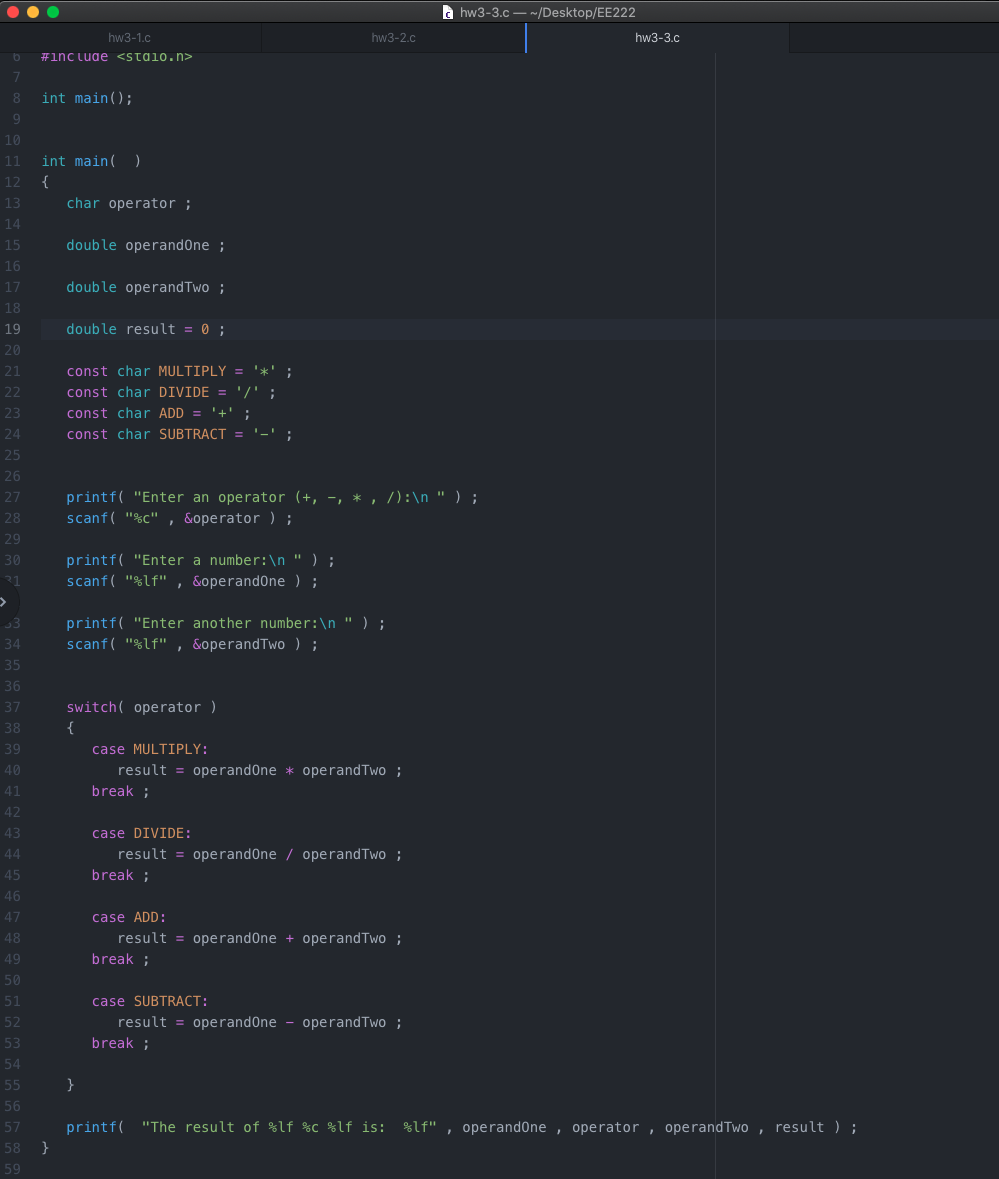 hw3-3.c — ~/Desktop/EE222
hw3-1.c hw3-2.c hw3-3.c
6 #include <stdio.h>
7
8 int main();
9
10
11 int main(  )
12 {
13    char operator ;
14
15    double operandOne ;
16
17    double operandTwo ;
18
19    double result = 0 ;
20
21    const char MULTIPLY = '*' ;
22    const char DIVIDE = '/' ;
23    const char ADD = '+' ;
24    const char SUBTRACT = '-' ;
25
26
27    printf( "Enter an operator (+, -, * , /):\n " ) ;
28    scanf( "%c" , &operator ) ;
29
30    printf( "Enter a number:\n " ) ;
31    scanf( "%lf" , &operandOne ) ;
33    printf( "Enter another number:\n " ) ;
34    scanf( "%lf" , &operandTwo ) ;
35
36
37    switch( operator )
38    {
39       case MULTIPLY:
40          result = operandOne * operandTwo ;
41       break ;
42
43       case DIVIDE:
44          result = operandOne / operandTwo ;
45       break ;
46
47       case ADD:
48          result = operandOne + operandTwo ;
49       break ;
50
51       case SUBTRACT:
52          result = operandOne - operandTwo ;
53       break ;
54
55    }
56
57    printf(  "The result of %lf %c %lf is:  %lf" , operandOne , operator , operandTwo , result ) ;
58 }
59